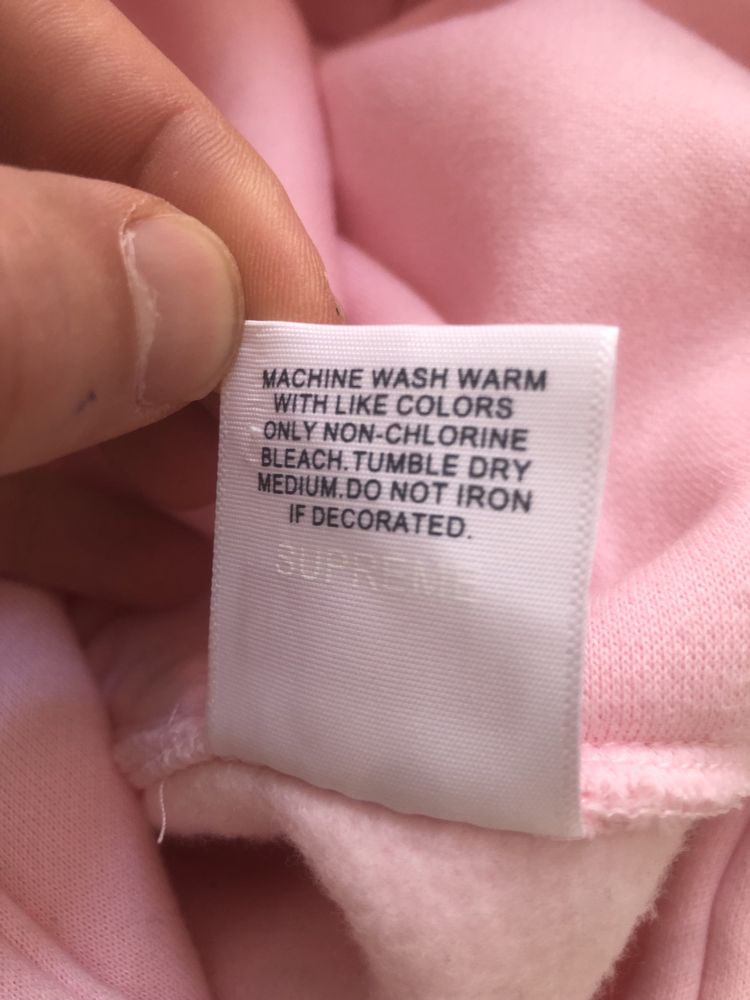 MACHINE WASH WARM
WITH LIKE COLORS
ONLY NON-CHLORINE
BLEACH.TUMBLE DRY
MEDIUM.DO NOT IRON
IF DECORATED.
SUPREME